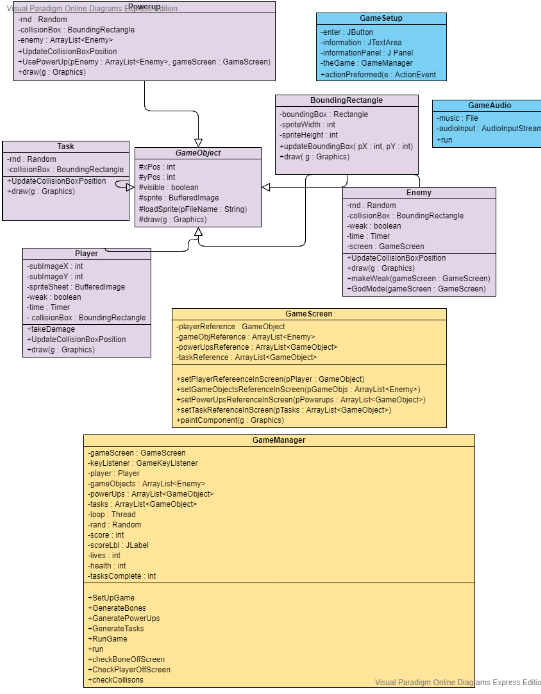 Visual Paradigm Online Diagrams Express Edition
Powerup
-rnd : Random
-collisionBox : BoundingRectangle
-enemy : ArrayList<Enemy>
+UpdateCollisionBoxPosition
+UsePowerUp(pEnemy : ArrayList<Enemy>, gameScreen : GameScreen)
+draw(g : Graphics)
GameSetup
-enter : JButton
-information : JTextArea
-informationPanel : J Panel
-theGame : GameManager
+actionPreformed(e : ActionEvent
BoundingRectangle
-boundingBox : Rectangle
-spriteWidth : int
-spriteHeight : int
+updateBoundingBox( pX : int, pY : int)
+draw( g : Graphics)
GameAudio
-music : File
-audioInput : AudioInputStream
+run
Task
-rnd : Random
-collisionBox : BoundingRectangle
+UpdateCollisionBoxPosition
+draw(g : Graphics)
GameObject
#xPos : int
#yPos : int
#visible : boolean
#sprite : BufferedImage
#loadSprite(pFileName : String)
#draw(g : Graphics)
Enemy
-rnd : Random
-collisionBox : BoundingRectangle
-weak : boolean
-time : Timer
-screen : GameScreen
+UpdateCollisionBoxPosition
+draw(g : Graphics)
+makeWeak(gameScreen : GameScreen)
+GodMode(gameScreen : GameScreen)
Player
-subImageX : int
-subImageY : int
-spriteSheet : BufferedImage
-weak : boolean
-time : Timer
- collisionBox : BoundingRectangle
+takeDamage
+UpdateCollisionBoxPosition
+draw(g : Graphics)
GameScreen
-playerReference : GameObject
-gameObjReference : ArrayList<Enemy>
-powerUpsReference : ArrayList<GameObject>
-taskReference : ArrayList<GameObject>
+setPlayerRefereenceInScreen(pPlayer : GameObject)
+setGameObjectsReferenceInScreen(pGameObjs : ArrayList<Enemy>)
+setPowerUpsReferenceInScreen(pPowerups : ArrayList<GameObject>)
+setTaskReferenceInScreen(pTasks : ArrayList<GameObject>)
+paintComponent(g : Graphics)
GameManager
-gameScreen : GameScreen
-keyListener : GameKeyListener
-player : Player
-gameObjects : ArrayList<Enemy>
-powerUps : ArrayList<GameObject>
-tasks : ArrayList<GameObject>
-loop : Thread
-rand : Random
-score : int
-scoreLbl : JLabel
-lives : int
-health : int
-tasksComplete : int
+SetUpGame
+GenerateBones
+GaneratePowerUps
+GenerateTasks
+RunGame
+run
+checkBoneOffScreen
+CheckPlayerOffScreen
+checkCollisons
Visual Paradigm Online Diagrams Express Editio